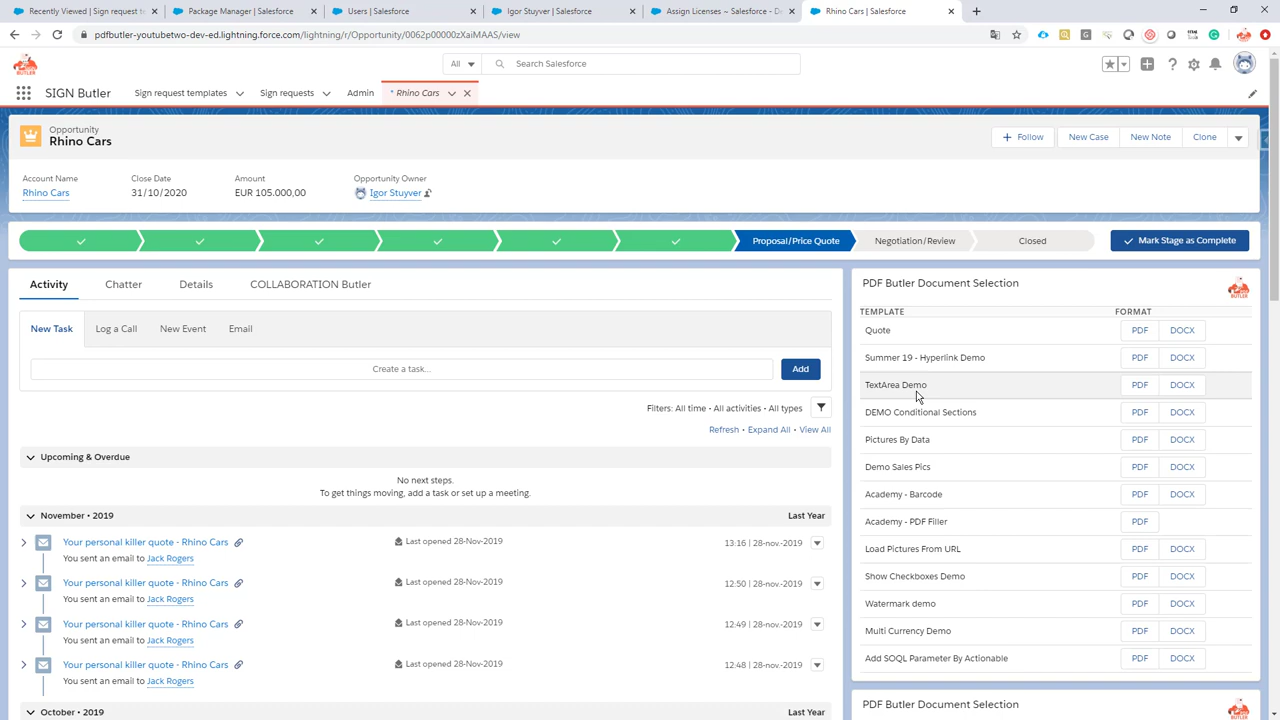 Recently Viewed | Sign request t
Package Manager | Salesforce
Users | Salesforce
Igor Stuyver | Salesforce
Assign Licenses ~ Salesforce - De
Rhino Cars | Salesforce
pdfbutler-youtubetwo-dev-ed.lightning.force.com/lightning/r/Opportunity/0062p00000zXaiMAAS/view
All
Search Salesforce
SIGN Butler
Sign request templates
Sign requests
Admin
* Rhino Cars
Opportunity
Rhino Cars
Follow
New Case
New Note
Clone
Account Name
Close Date
Amount
Opportunity Owner
Rhino Cars
31/10/2020
EUR 105.000,00
Igor Stuyver
Proposal/Price Quote
Negotiation/Review
Closed
Mark Stage as Complete
Activity
Chatter
Details
COLLABORATION Butler
New Task
Log a Call
New Event
Email
Create a task...
Add
Filters: All time • All activities • All types
Refresh • Expand All • View All
Upcoming & Overdue
No next steps.
To get things moving, add a task or set up a meeting.
November • 2019
Last Year
Your personal killer quote - Rhino Cars
Last opened 28-Nov-2019
13:16 | 28-nov.-2019
You sent an email to Jack Rogers
Your personal killer quote - Rhino Cars
Last opened 28-Nov-2019
12:50 | 28-nov.-2019
You sent an email to Jack Rogers
Your personal killer quote - Rhino Cars
Last opened 28-Nov-2019
12:49 | 28-nov.-2019
You sent an email to Jack Rogers
Your personal killer quote - Rhino Cars
Last opened 28-Nov-2019
12:48 | 28-nov.-2019
You sent an email to Jack Rogers
October • 2019
Last Year
PDF Butler Document Selection
TEMPLATE
FORMAT
Quote
PDF
DOCX
Summer 19 - Hyperlink Demo
PDF
DOCX
TextArea Demo
PDF
DOCX
DEMO Conditional Sections
PDF
DOCX
Pictures By Data
PDF
DOCX
Demo Sales Pics
PDF
DOCX
Academy - Barcode
PDF
DOCX
Academy - PDF Filler
PDF
Load Pictures From URL
PDF
DOCX
Show Checkboxes Demo
PDF
DOCX
Watermark demo
PDF
DOCX
Multi Currency Demo
PDF
DOCX
Add SOQL Parameter By Actionable
PDF
DOCX
PDF Butler Document Selection